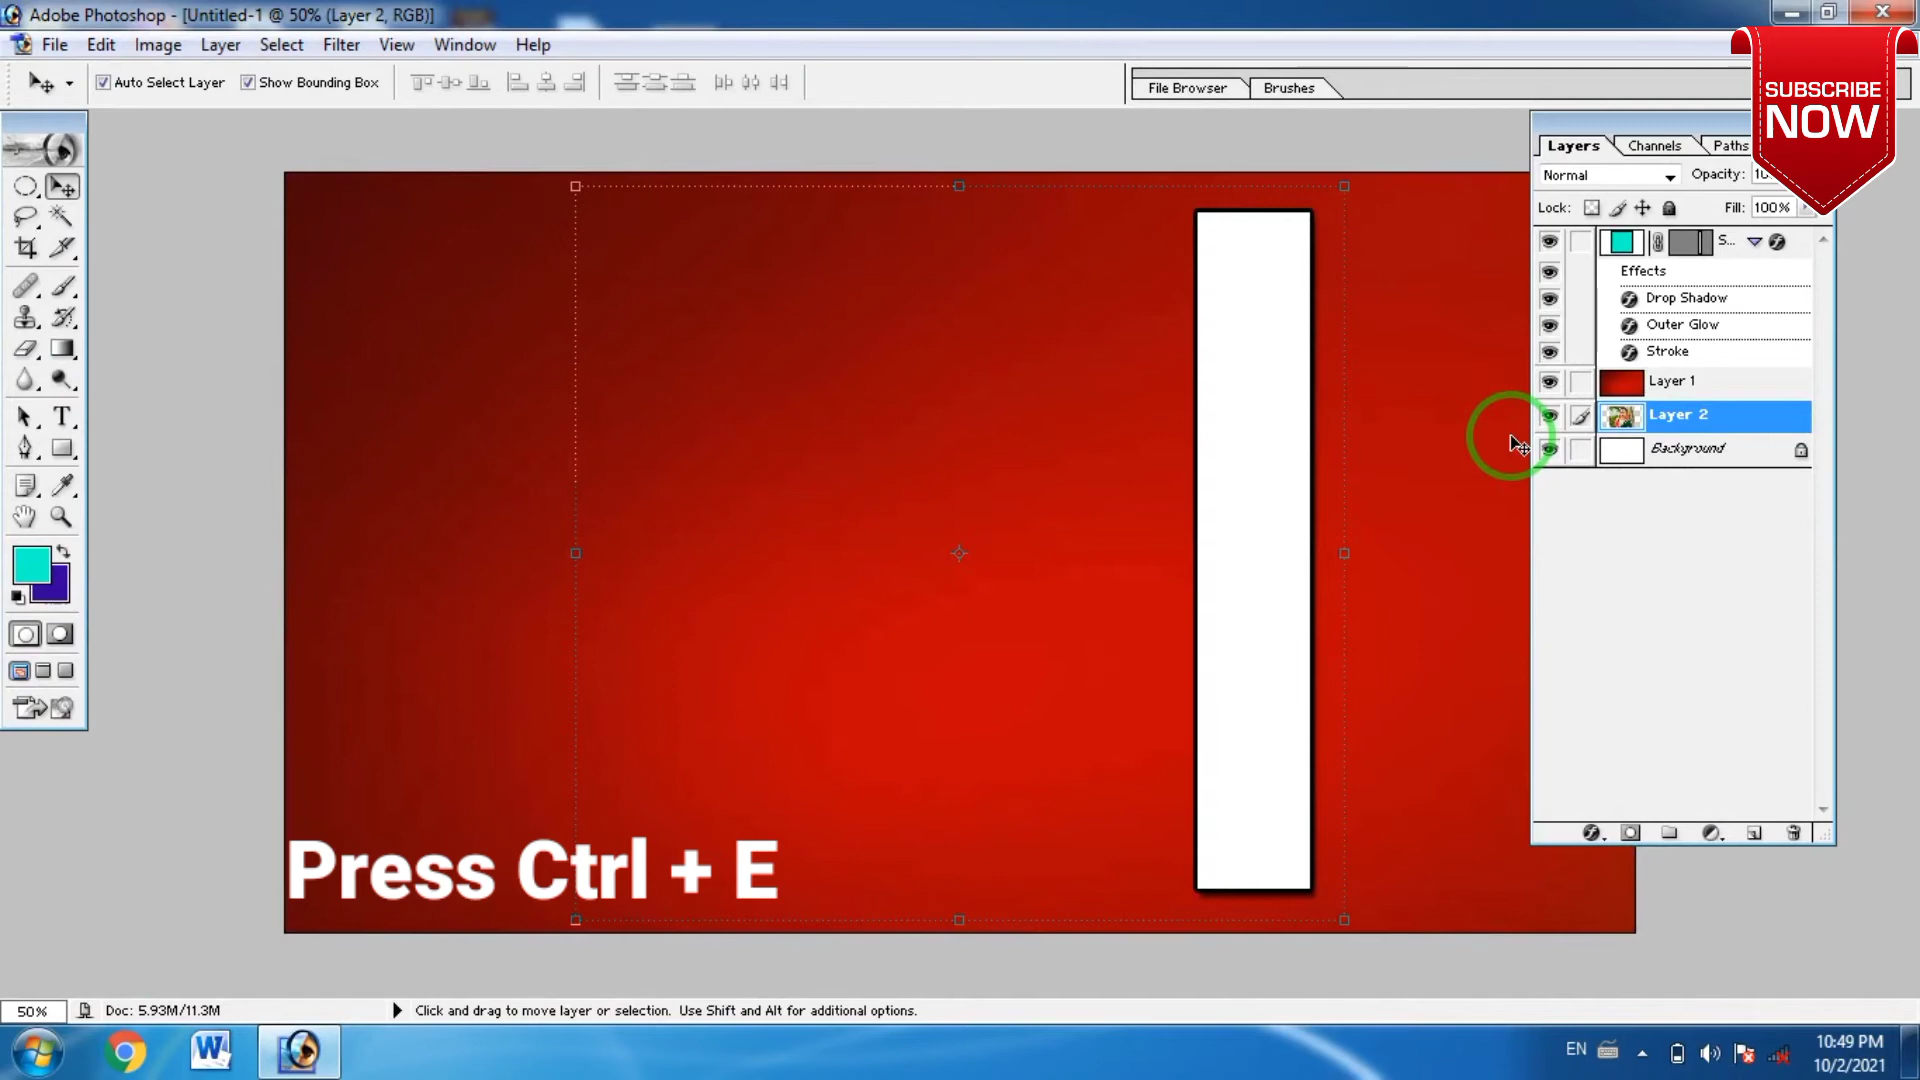 Adobe Photoshop - [Untitled-1 @ 50% (Layer 2, RGB)]
File Edit Image Layer Select Filter View Window Help
Auto Select Layer Show Bounding Box
File Browser Brushes
SUBSCRIBE
NOW
Layers Channels Paths
Normal Opacity:
Lock: Fill: 100%
S...
Effects
Drop Shadow
Outer Glow
Stroke
Layer 1
Layer 2
Background
T
Press Ctrl + E
50% Doc: 5.93M/11.3M Click and drag to move layer or selection. Use Shift and Alt for additional options.
W
EN
10:49 PM
10/2/2021